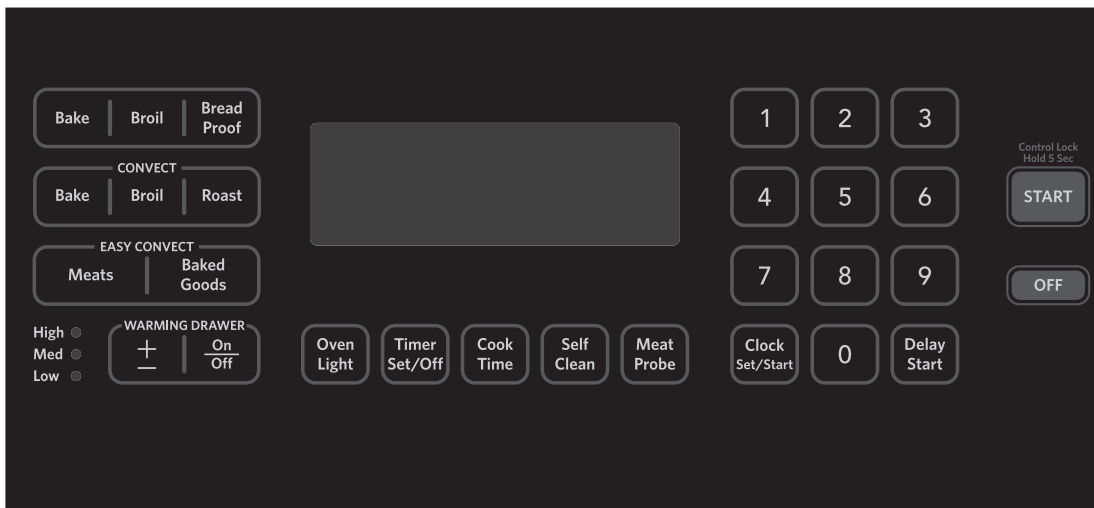 Bake
Broil
Bread
Proof
CONVECT
Bake
Broil
Roast
EASY CONVECT
Meats
Baked
Goods
High
Med
Low
WARMING DRAWER
+
−
On
Off
Oven
Light
Timer
Set/Off
Cook
Time
Self
Clean
Meat
Probe
1
2
3
4
5
6
7
8
9
Clock
Set/Start
0
Delay
Start
Control Lock
Hold 5 Sec
START
OFF